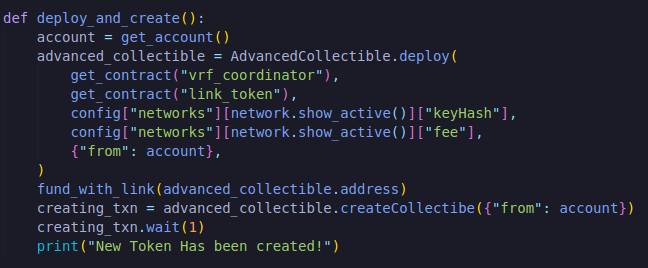 def deploy_and_create():
    account = get_account()
    advanced_collectible = AdvancedCollectible.deploy(
        get_contract("vrf_coordinator"),
        get_contract("link_token"),
        config["networks"][network.show_active()]["keyHash"],
        config["networks"][network.show_active()]["fee"],
        {"from": account},
    )
    fund_with_link(advanced_collectible.address)
    creating_txn = advanced_collectible.createCollectibe({"from": account})
    creating_txn.wait(1)
    print("New Token Has been created!")